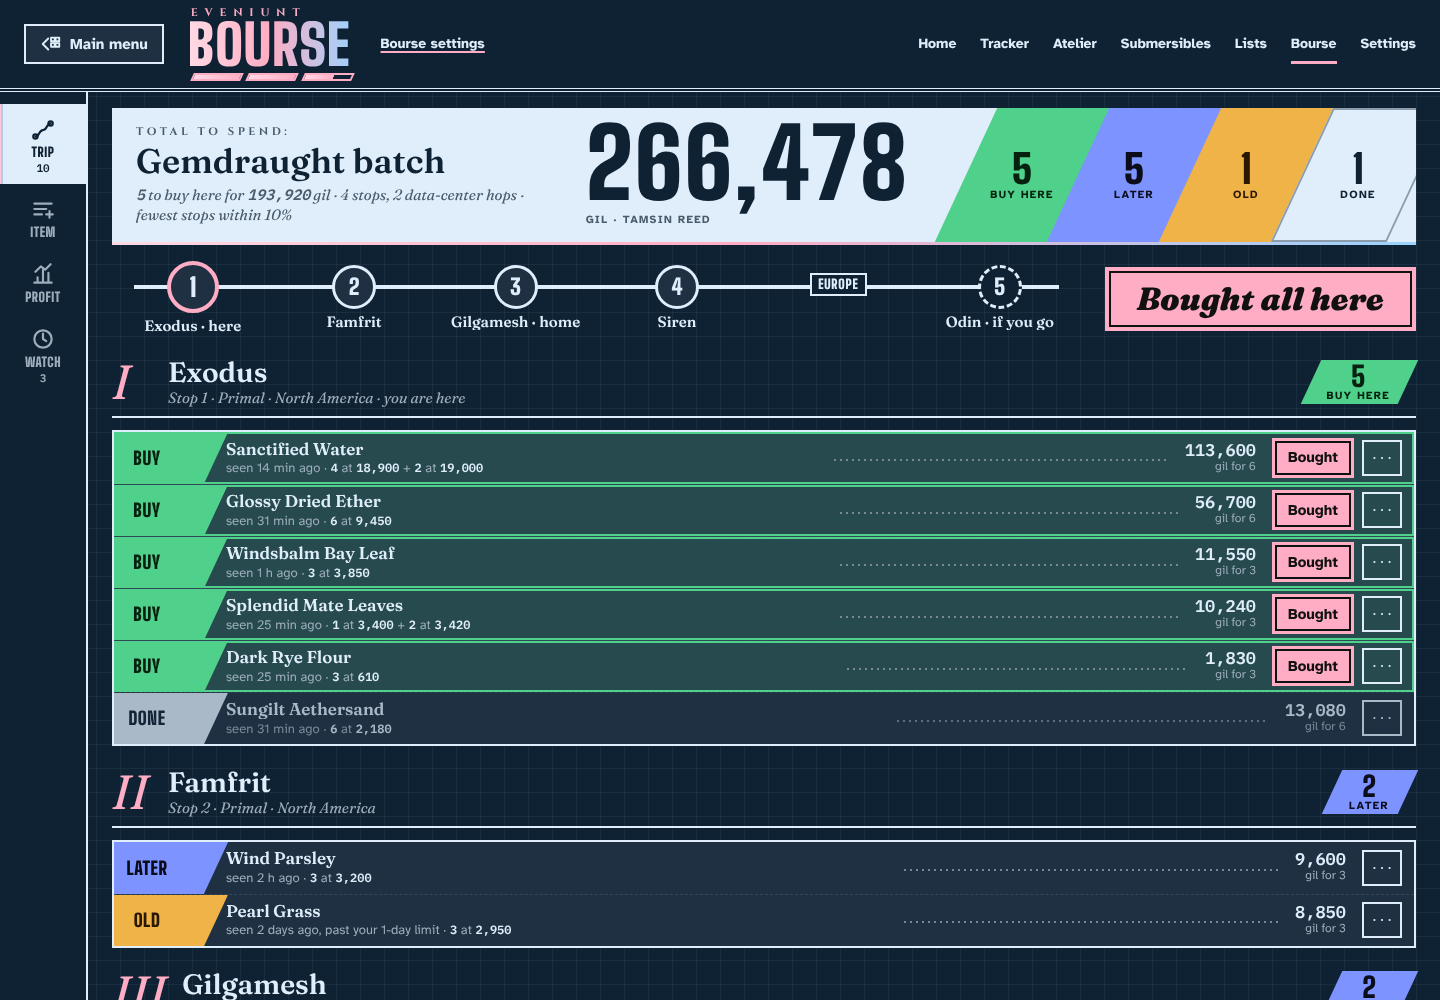 Main menu
EVENIUNT
BOURSE
Bourse settings
Home Tracker Atelier Submersibles Lists Bourse Settings
TRIP
10
ITEM
PROFIT
WATCH
3
TOTAL TO SPEND:
Gemdraught batch
5 to buy here for 193,920 gil · 4 stops, 2 data-center hops ·
fewest stops within 10%
266,478
GIL · TAMSIN REED
5
BUY HERE
5
LATER
1
OLD
1
DONE
1
Exodus · here
2
Famfrit
3
Gilgamesh · home
4
Siren
EUROPE
5
Odin · if you go
Bought all here
I
Exodus
Stop 1 · Primal · North America · you are here
5
BUY HERE
BUY
Sanctified Water
seen 14 min ago · 4 at 18,900 + 2 at 19,000
113,600
gil for 6
Bought
...
BUY
Glossy Dried Ether
seen 31 min ago · 6 at 9,450
56,700
gil for 6
Bought
...
BUY
Windsbalm Bay Leaf
seen 1 h ago · 3 at 3,850
11,550
gil for 3
Bought
...
BUY
Splendid Mate Leaves
seen 25 min ago · 1 at 3,400 + 2 at 3,420
10,240
gil for 3
Bought
...
BUY
Dark Rye Flour
seen 25 min ago · 3 at 610
1,830
gil for 3
Bought
...
DONE
Sungilt Aethersand
seen 31 min ago · 6 at 2,180
13,080
gil for 6
...
II
Famfrit
Stop 2 · Primal · North America
2
LATER
LATER
Wind Parsley
seen 2 h ago · 3 at 3,200
9,600
gil for 3
...
OLD
Pearl Grass
seen 2 days ago, past your 1-day limit · 3 at 2,950
8,850
gil for 3
...
III
Gilgamesh
2